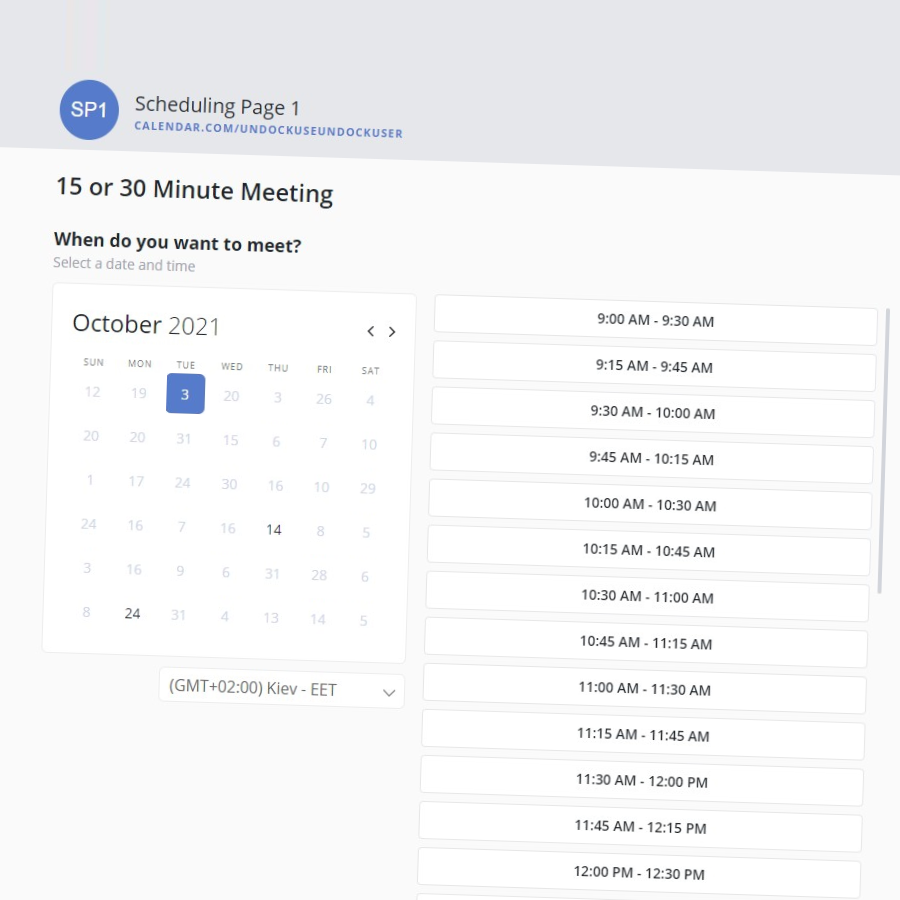 SP1
Scheduling Page 1
CALENDAR.COM/UNDOCKUSEUNDOCKUSER
15 or 30 Minute Meeting
When do you want to meet?
Select a date and time
October 2021
SUN MON TUE WED THU FRI SAT
12 19 3 20 3 26 4
20 20 31 15 6 7 10
1 17 24 30 16 10 29
24 16 7 16 14 8 5
3 16 9 6 31 28 6
8 24 31 4 13 14 5
(GMT+02:00) Kiev - EET
9:00 AM - 9:30 AM
9:15 AM - 9:45 AM
9:30 AM - 10:00 AM
9:45 AM - 10:15 AM
10:00 AM - 10:30 AM
10:15 AM - 10:45 AM
10:30 AM - 11:00 AM
10:45 AM - 11:15 AM
11:00 AM - 11:30 AM
11:15 AM - 11:45 AM
11:30 AM - 12:00 PM
11:45 AM - 12:15 PM
12:00 PM - 12:30 PM